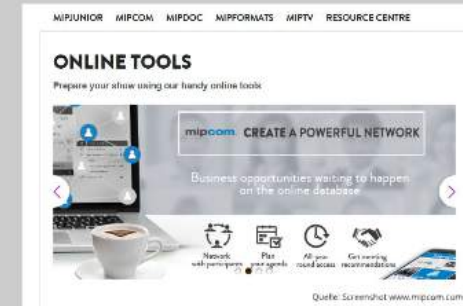 MIPJUNIOR MIPCOM MIPDOC MIPFORMATS MIPTV RESOURCE CENTRE
ONLINE TOOLS
Prepare your show using our handy online tools
mipcom. CREATE A POWERFUL NETWORK
Business opportunities waiting to happen
on the online database
Network
with participants
Plan
your agenda
All-year-
round access
Get meeting
recommendations
Quelle: Screenshot www.mipcom.com